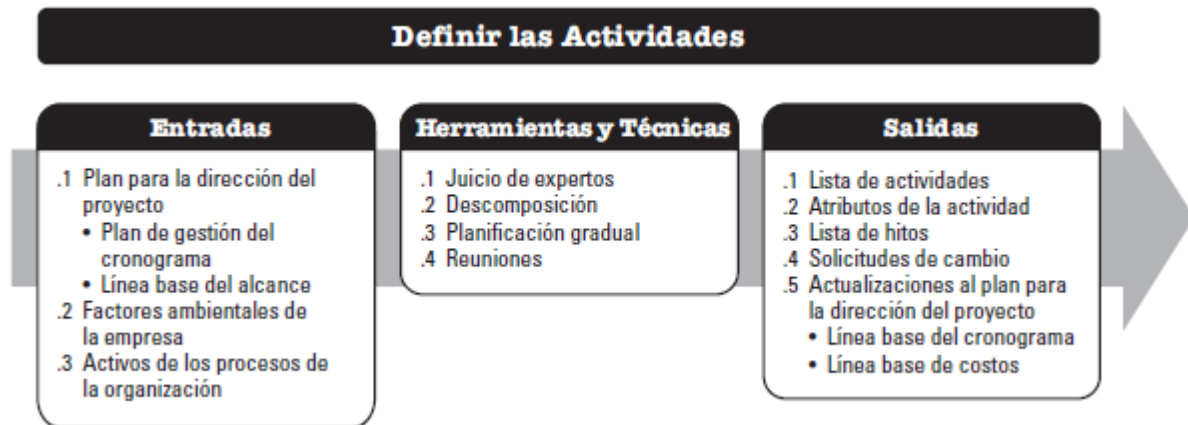 Definir las Actividades
Entradas
.1 Plan para la dirección del
proyecto
• Plan de gestión del
cronograma
• Línea base del alcance
.2 Factores ambientales de
la empresa
.3 Activos de los procesos de
la organización
Herramientas y Técnicas
.1 Juicio de expertos
.2 Descomposición
.3 Planificación gradual
.4 Reuniones
Salidas
.1 Lista de actividades
.2 Atributos de la actividad
.3 Lista de hitos
.4 Solicitudes de cambio
.5 Actualizaciones al plan para
la dirección del proyecto
• Línea base del cronograma
• Línea base de costos